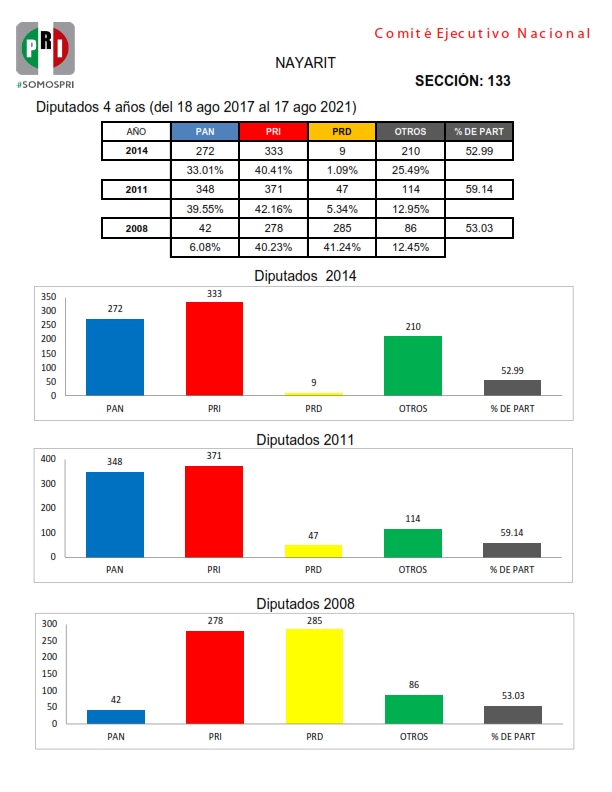 Comité Ejecutivo Nacional
PRI
#SOMOSPRI
NAYARIT
SECCIÓN: 133
Diputados 4 años (del 18 ago 2017 al 17 ago 2021)
AÑO PAN PRI PRD OTROS % DE PART
2014 272 333 9 210 52.99
33.01% 40.41% 1.09% 25.49%
2011 348 371 47 114 59.14
39.55% 42.16% 5.34% 12.95%
2008 42 278 285 86 53.03
6.08% 40.23% 41.24% 12.45%
Diputados 2014
350
300
250
200
150
100
50
0
272
333
9
210
52.99
PAN PRI PRD OTROS % DE PART
Diputados 2011
400
300
200
100
0
348
371
47
114
59.14
PAN PRI PRD OTROS % DE PART
Diputados 2008
300
250
200
150
100
50
0
42
278
285
86
53.03
PAN PRI PRD OTROS % DE PART